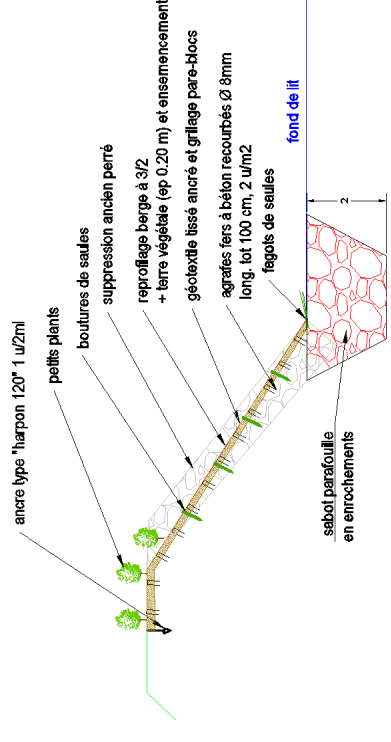 ancre type "harpon 120" 1 u/2ml
petits plants
boutures de saules
suppression ancien perré
reprofilage berge à 3/2
+ terre végétale (ep 0.20 m) et ensemencement
géotextile tissé ancré et grillage pare-blocs
agrafes fers à béton recourbés Ø 8mm
long. tot 100 cm, 2 u/m2
fagots de saules
fond de lit
2
sabot parafouille
en enrochements